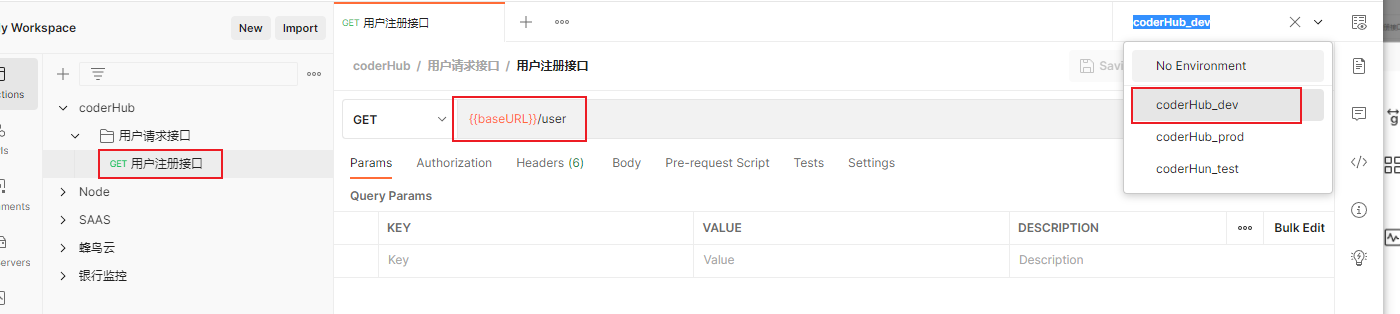 GET 用户注册接口
coderHub_dev
y Workspace
New
Import
No Environment
coderHub / 用户请求接口 / 用户注册接口
Savi
ctions
coderHub
coderHub_dev
GET
{{baseURL}}/user
用户请求接口
coderHub_prod
GET 用户注册接口
Params
Authorization
Headers (6)
Body
Pre-request Script
Tests
Settings
coderHun_test
Node
Query Params
SAAS
KEY
VALUE
DESCRIPTION
Bulk Edit
蜂鸟云
Key
Value
Description
ervers
银行监控